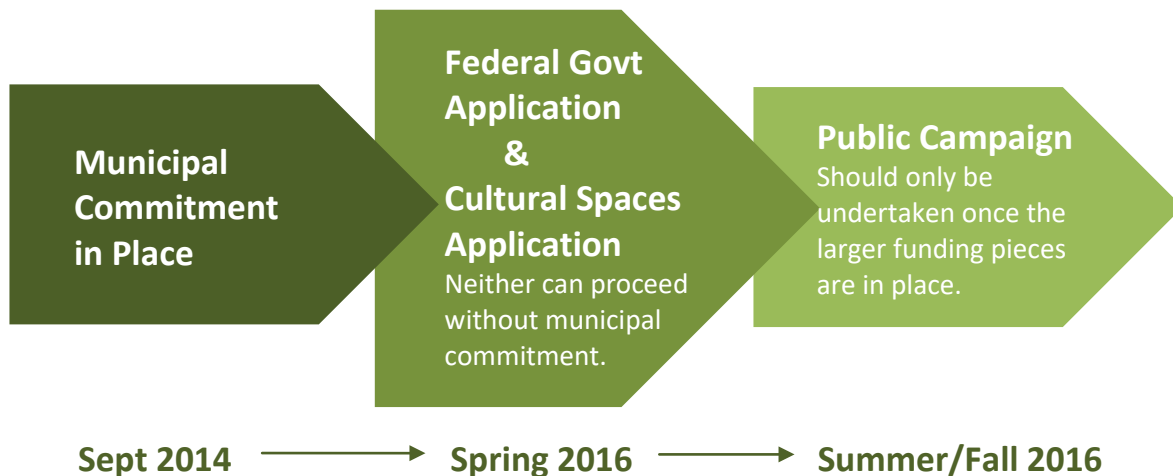 Municipal
Commitment
in Place
Federal Govt
Application
&
Cultural Spaces
Application
Neither can proceed
without municipal
commitment.
Public Campaign
Should only be
undertaken once the
larger funding pieces
are in place.
Sept 2014
Spring 2016
Summer/Fall 2016